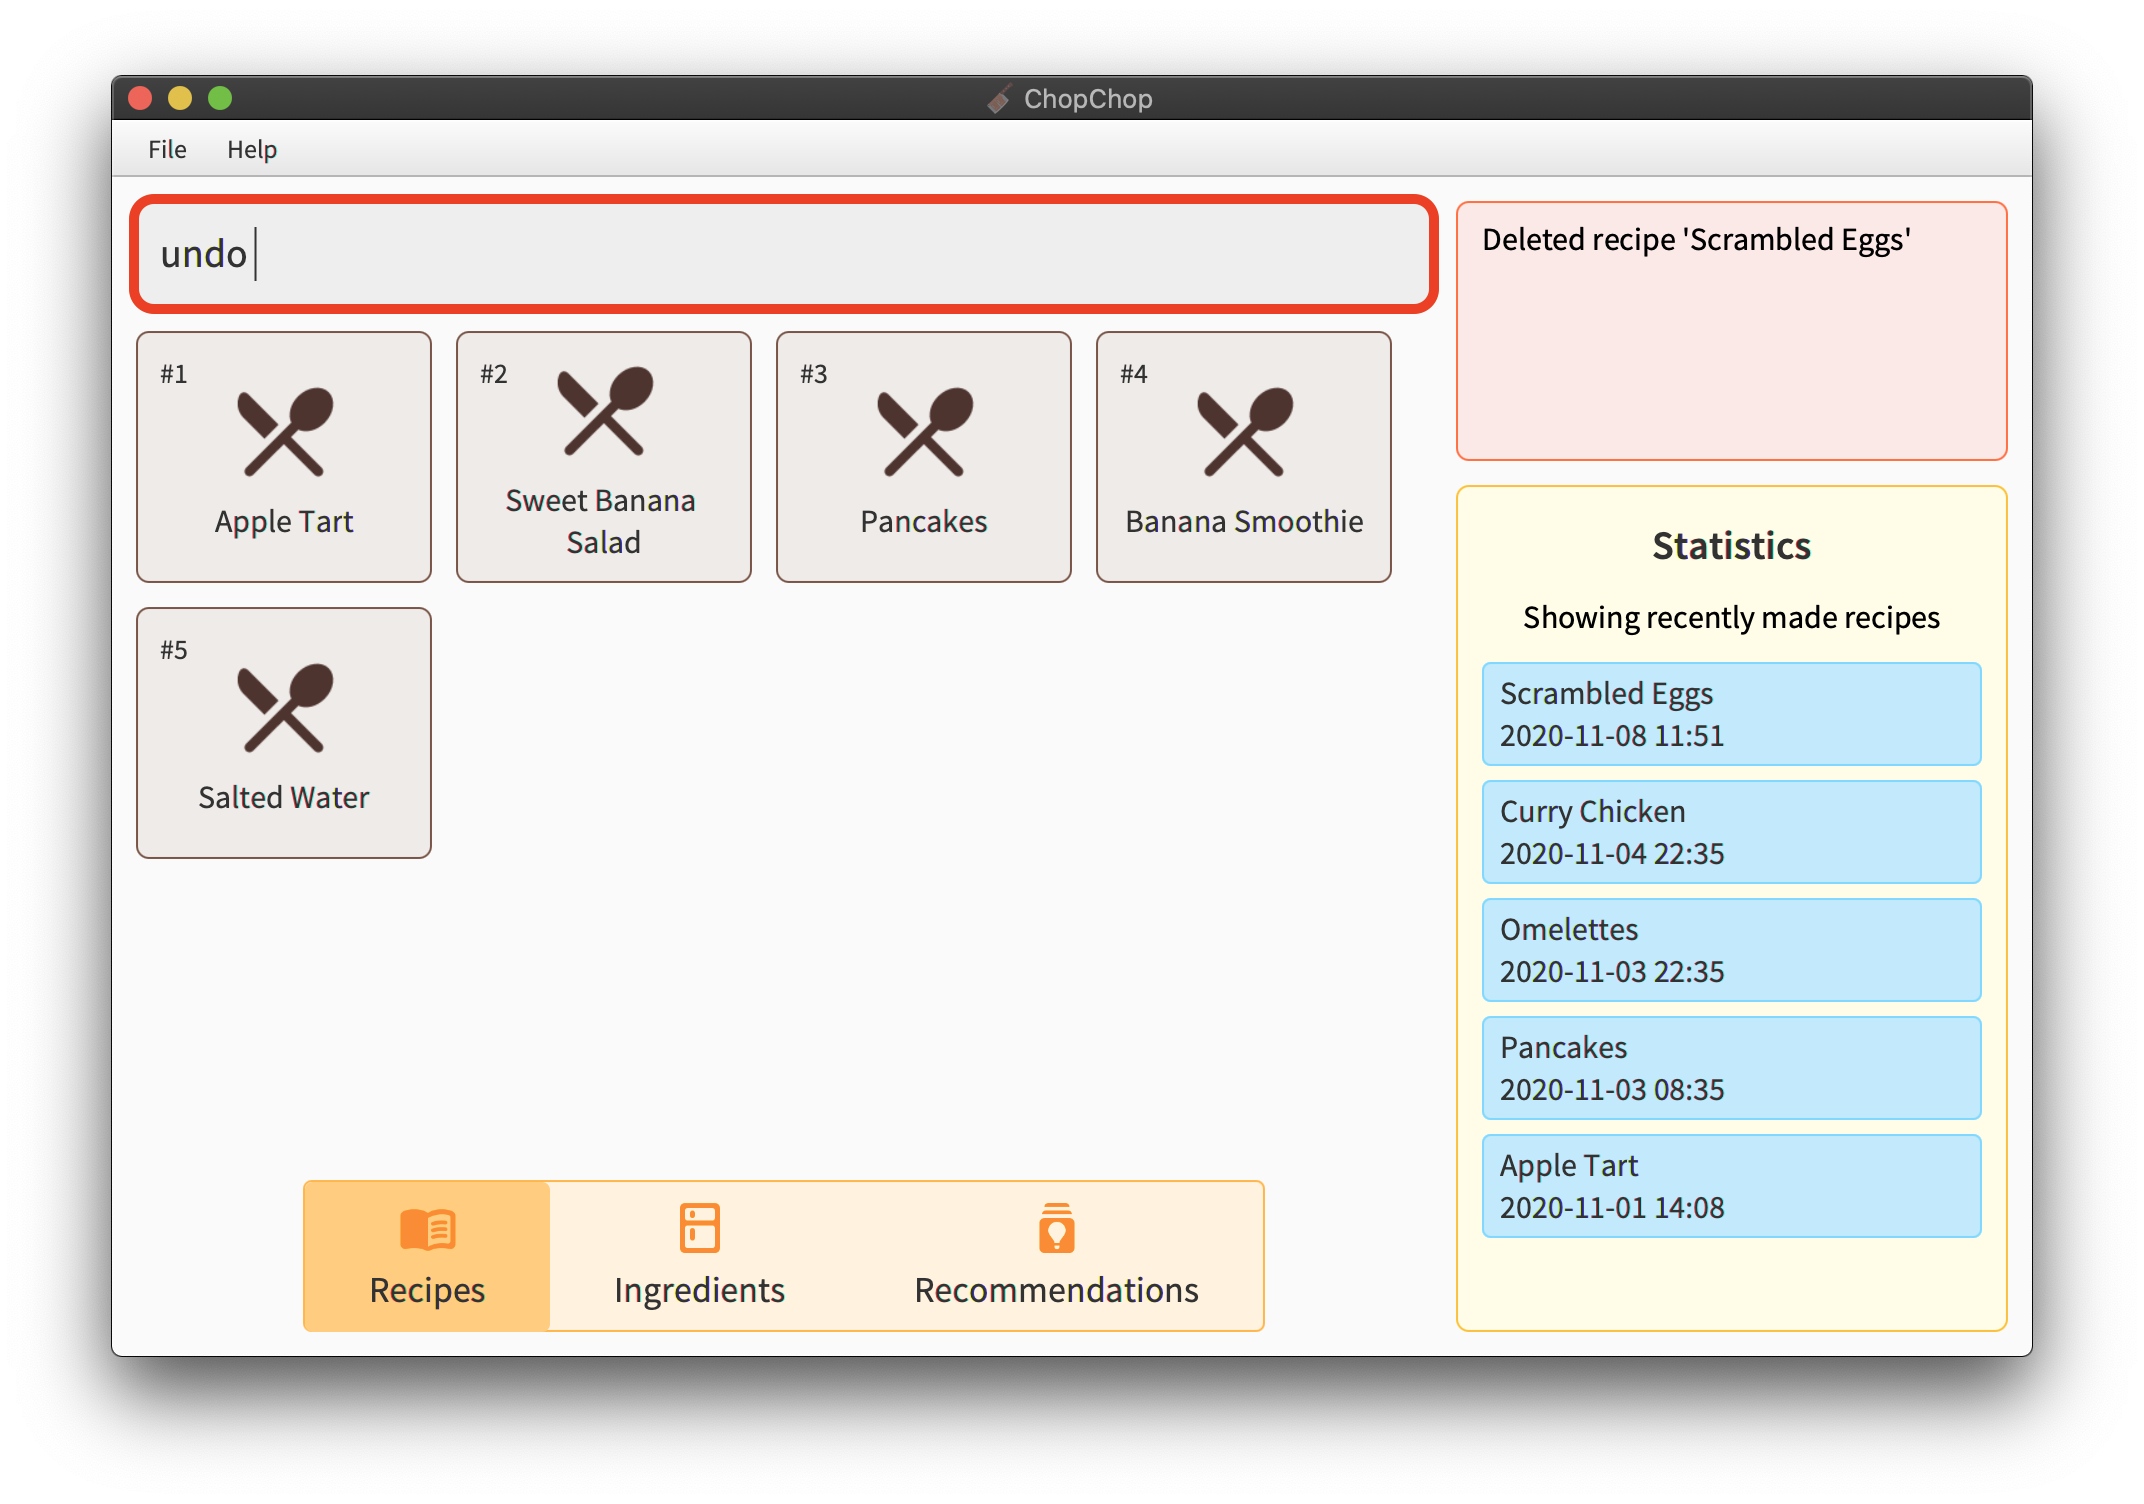 ChopChop
File Help
undo
Deleted recipe 'Scrambled Eggs'
#1
Apple Tart
#2
Sweet Banana
Salad
#3
Pancakes
#4
Banana Smoothie
#5
Salted Water
Statistics
Showing recently made recipes
Scrambled Eggs
2020-11-08 11:51
Curry Chicken
2020-11-04 22:35
Omelettes
2020-11-03 22:35
Pancakes
2020-11-03 08:35
Apple Tart
2020-11-01 14:08
Recipes
Ingredients
Recommendations